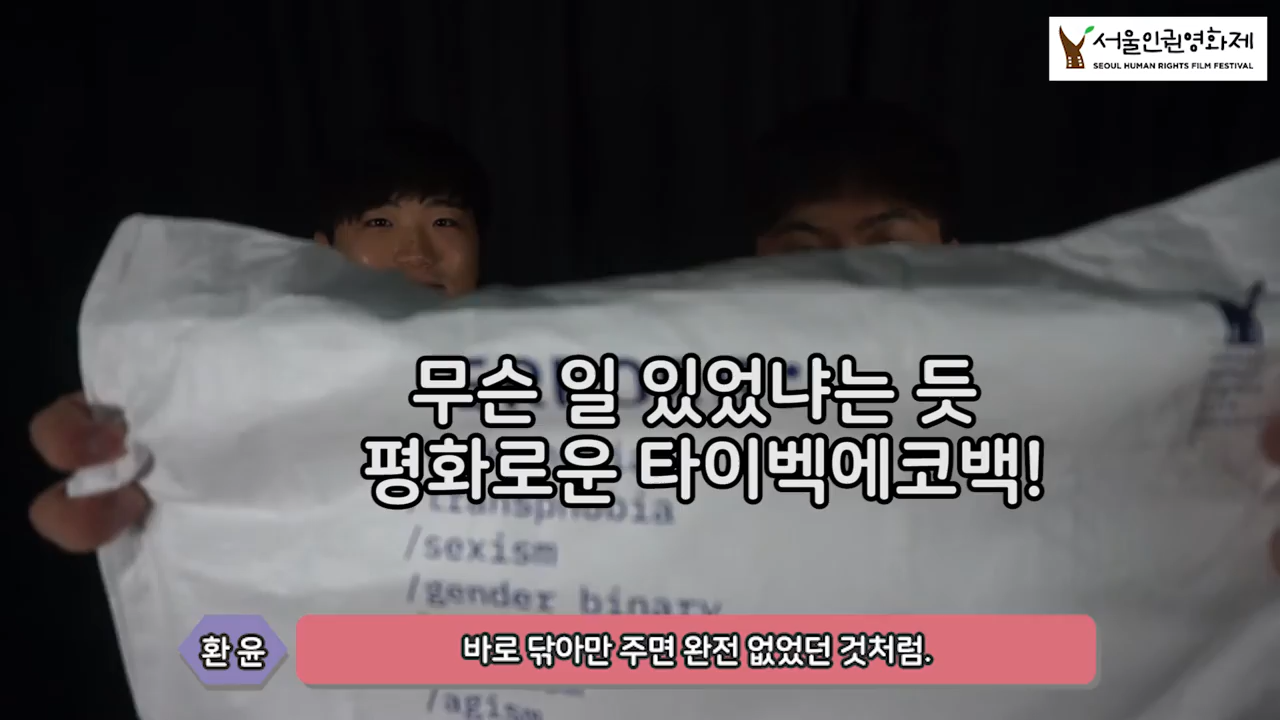 서울인권영화제
SEOUL HUMAN RIGHTS FILM FESTIVAL
무슨 일 있었냐는 듯
평화로운 타이벡에코백!
/transphobia
/sexism
/gender binary
환윤
바로 닦아만 주면 완전 없었던 것처럼.
/agism